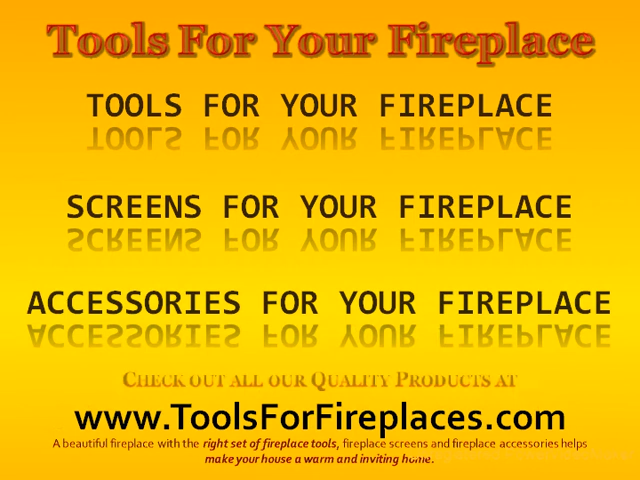 Tools For Your Fireplace
TOOLS FOR YOUR FIREPLACE
SCREENS FOR YOUR FIREPLACE
ACCESSORIES FOR YOUR FIREPLACE
Check out all our Quality Products at
www.ToolsForFireplaces.com
A beautiful fireplace with the right set of fireplace tools, fireplace screens and fireplace accessories helps
make your house a warm and inviting home.